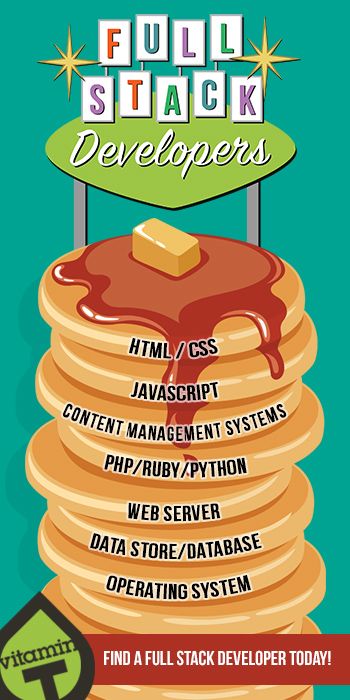 FULL
STACK
Developers
HTML / CSS
JAVASCRIPT
CONTENT MANAGEMENT SYSTEMS
PHP/RUBY/PYTHON
WEB SERVER
DATA STORE/DATABASE
OPERATING SYSTEM
vitamin
T
FIND A FULL STACK DEVELOPER TODAY!